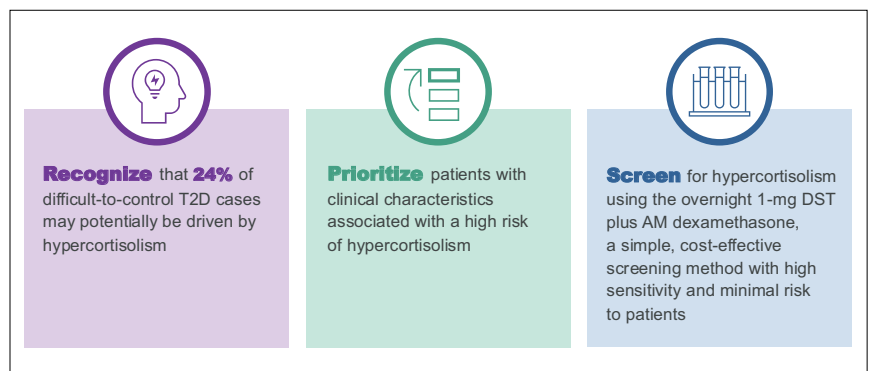 Recognize that 24% of
difficult-to-control T2D cases
may potentially be driven by
hypercortisolism
Prioritize patients with
clinical characteristics
associated with a high risk
of hypercortisolism
Screen for hypercortisolism
using the overnight 1-mg DST
plus AM dexamethasone,
a simple, cost-effective
screening method with high
sensitivity and minimal risk
to patients